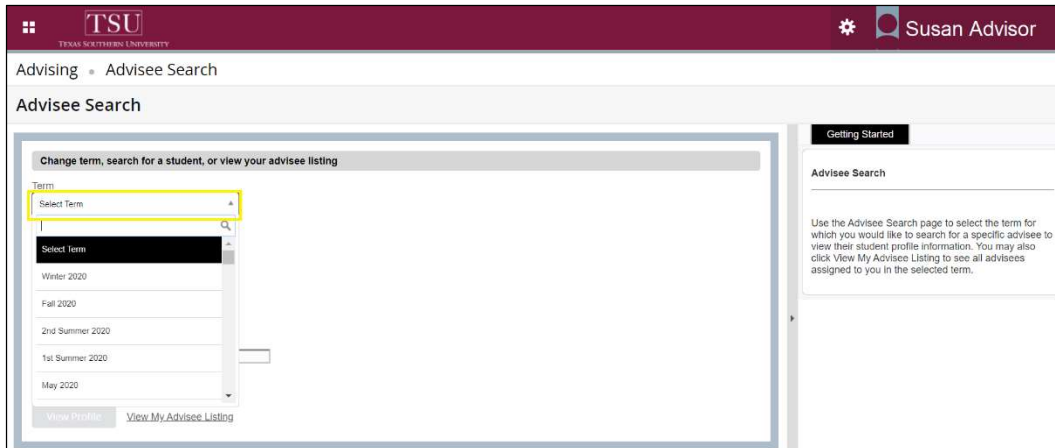 TSU
TEXAS SOUTHERN UNIVERSITY
Susan Advisor
Advising Advisee Search
Advisee Search
Change term, search for a student, or view your advisee listing
Term
Select Term
Select Term
Winter 2020
Fall 2020
2nd Summer 2020
1st Summer 2020
May 2020
View Profile View My Advisee Listing
Getting Started
Advisee Search
Use the Advisee Search page to select the term for
which you would like to search for a specific advisee to
view their student profile information. You may also
click View My Advisee Listing to see all advisees
assigned to you in the selected term.